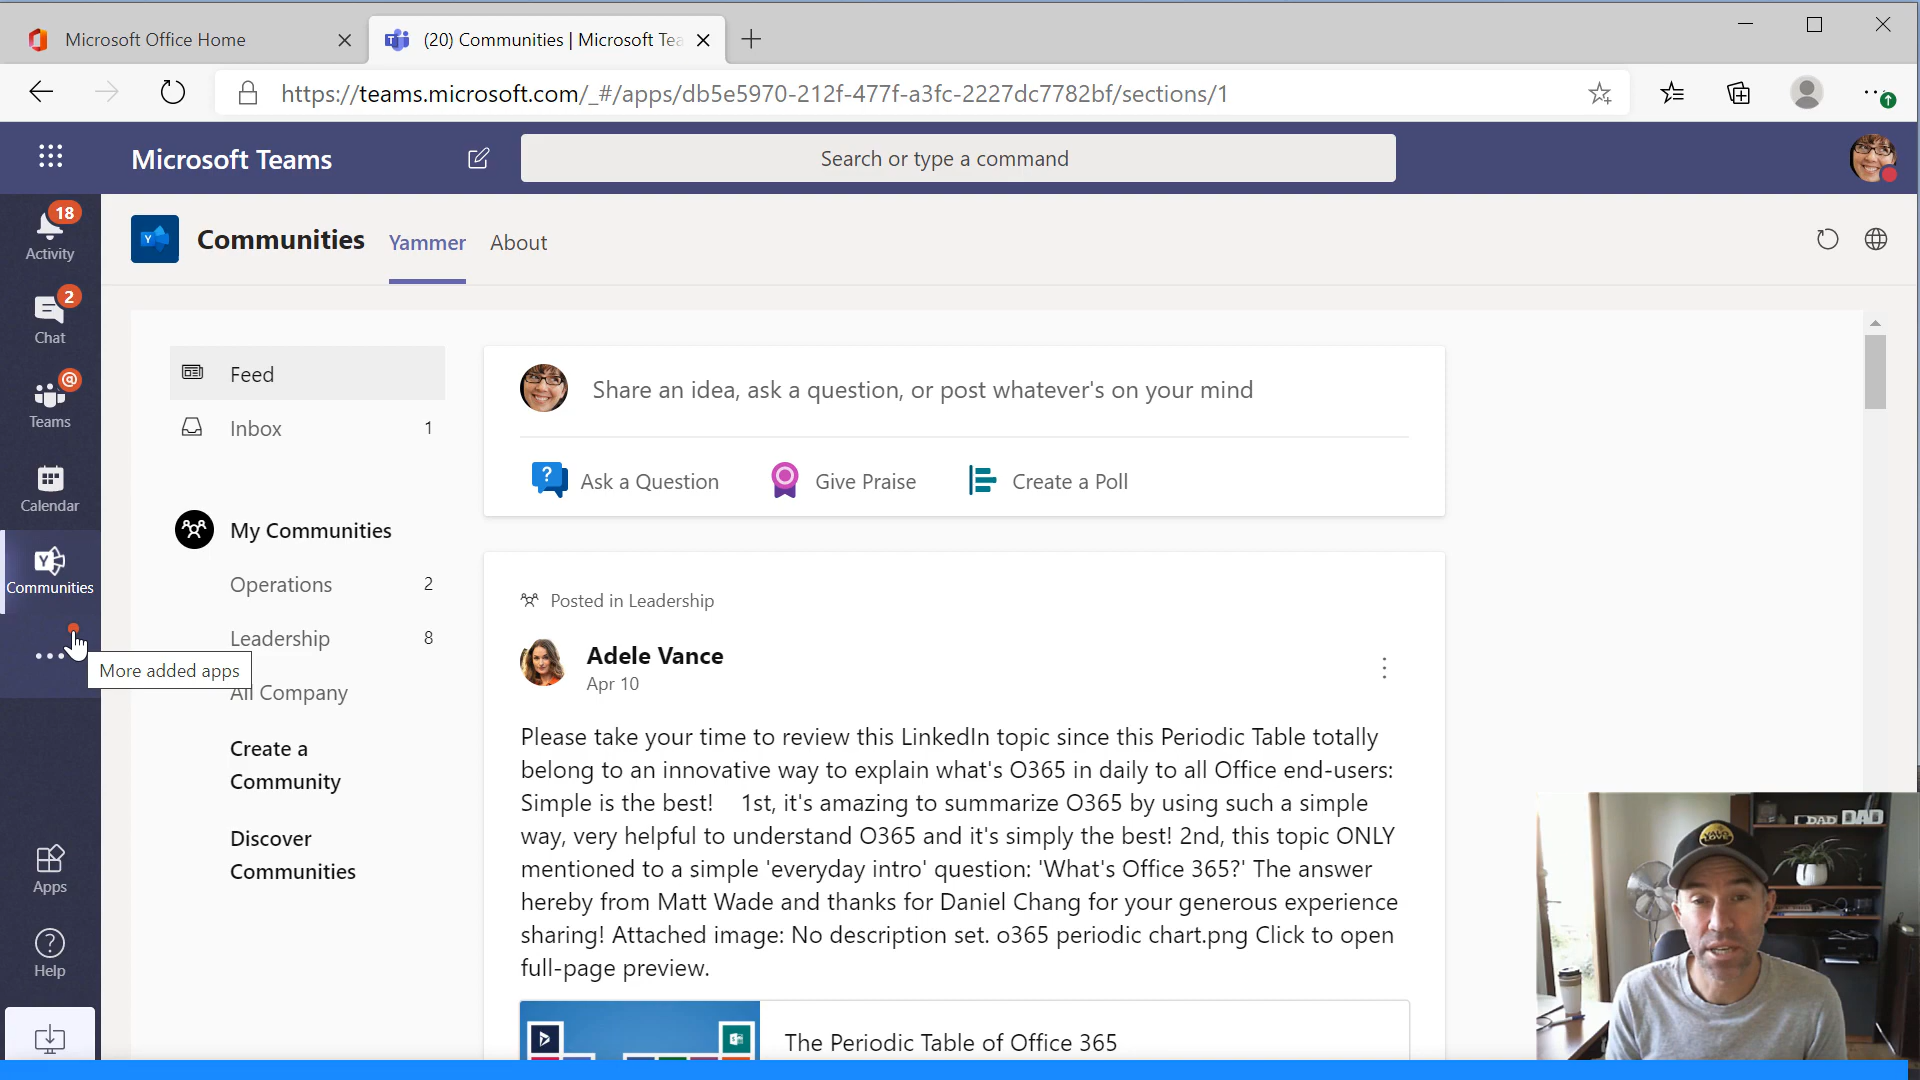 Microsoft Office Home
(20) Communities | Microsoft Tea
https://teams.microsoft.com/_#/apps/db5e5970-212f-477f-a3fc-2227dc7782bf/sections/1
Microsoft Teams
Search or type a command
18
Activity
2
Chat
@
Teams
Calendar
Y
Communities
More added apps
Apps
Help
Y
Communities
Yammer
About
Feed
Inbox 1
My Communities
Operations 2
Leadership 8
All Company
Create a
Community
Discover
Communities
Share an idea, ask a question, or post whatever's on your mind
?
Ask a Question
Give Praise
Create a Poll
Posted in Leadership
Adele Vance
Apr 10
Please take your time to review this LinkedIn topic since this Periodic Table totally
belong to an innovative way to explain what's O365 in daily to all Office end-users:
Simple is the best! 1st, it's amazing to summarize O365 by using such a simple
way, very helpful to understand O365 and it's simply the best! 2nd, this topic ONLY
mentioned to a simple 'everyday intro' question: 'What's Office 365?' The answer
hereby from Matt Wade and thanks for Daniel Chang for your generous experience
sharing! Attached image: No description set. o365 periodic chart.png Click to open
full-page preview.
The Periodic Table of Office 365
DAD
DAD